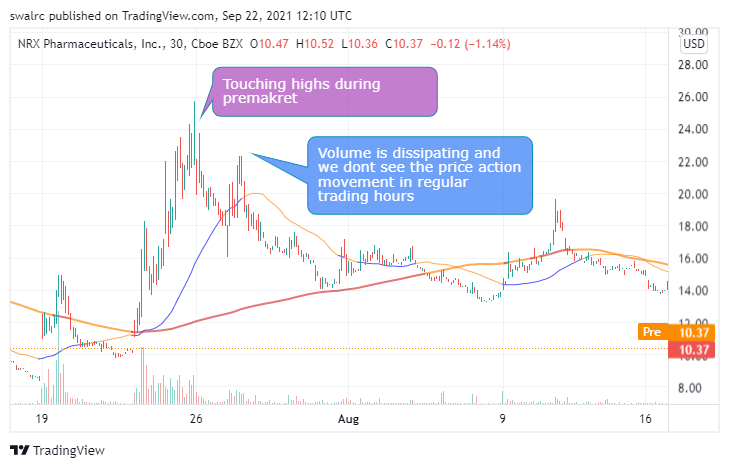 swalrc published on TradingView.com, Sep 22, 2021 12:10 UTC
NRX Pharmaceuticals, Inc., 30, Cboe BZX O10.47 H10.52 L10.36 C10.37 −0.12 (−1.14%)
30.00
USD
28.00
Touching highs during
premakret
26.00
24.00
Volume is dissipating and
we dont see the price action
movement in regular
trading hours
22.00
20.00
18.00
16.00
14.00
12.00
Pre 10.37
10.37
10.00
8.00
19 26 Aug 9 16
TradingView